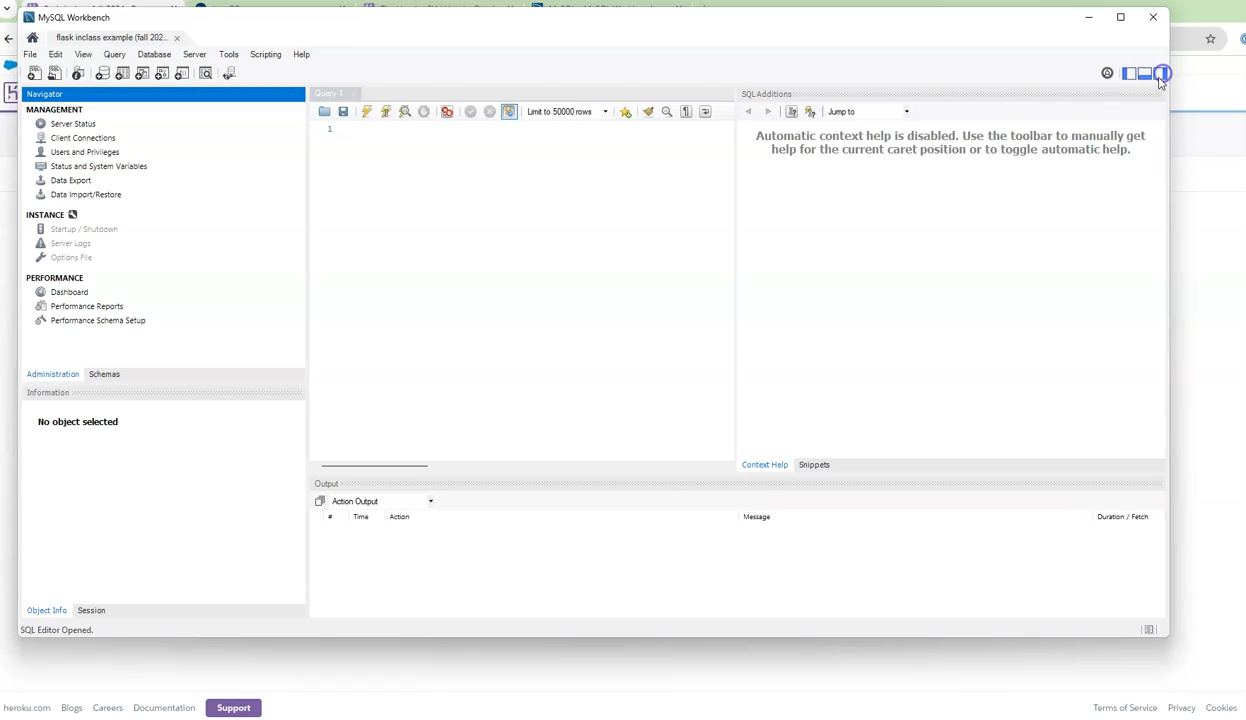 MySQL Workbench
flask inclass example (fall 202...
File Edit View Query Database Server Tools Scripting Help
Navigator
MANAGEMENT
Server Status
Client Connections
Users and Privileges
Status and System Variables
Data Export
Data Import/Restore
INSTANCE
Startup / Shutdown
Server Logs
Options File
PERFORMANCE
Dashboard
Performance Reports
Performance Schema Setup
Administration Schemas
Information
No object selected
Object Info Session
SQL Editor Opened.
Query 1
Limit to 50000 rows
1
SQLAdditions
Jump to
Automatic context help is disabled. Use the toolbar to manually get
help for the current caret position or to toggle automatic help.
Context Help Snippets
Output
Action Output
# Time Action Message Duration / Fetch
heroku.com Blogs Careers Documentation Support Terms of Service Privacy Cookies